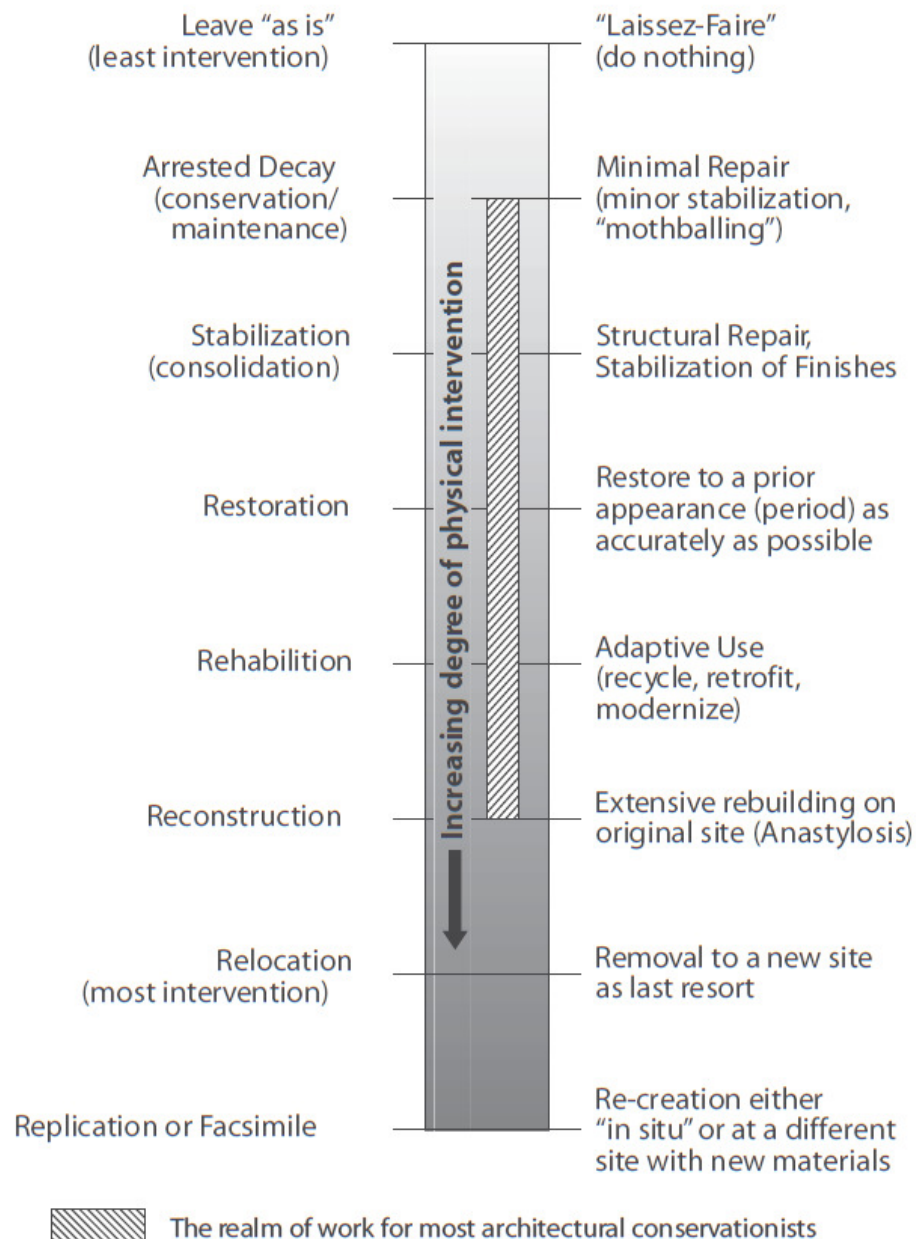 Leave “as is”
(least intervention)
“Laissez-Faire”
(do nothing)
Arrested Decay
(conservation/
maintenance)
Minimal Repair
(minor stabilization,
“mothballing”)
Stabilization
(consolidation)
Structural Repair,
Stabilization of Finishes
Restoration
Restore to a prior
appearance (period) as
accurately as possible
Rehabilition
Adaptive Use
(recycle, retrofit,
modernize)
Reconstruction
Extensive rebuilding on
original site (Anastylosis)
Relocation
(most intervention)
Removal to a new site
as last resort
Replication or Facsimile
Re-creation either
“in situ” or at a different
site with new materials
Increasing degree of physical intervention
The realm of work for most architectural conservationists